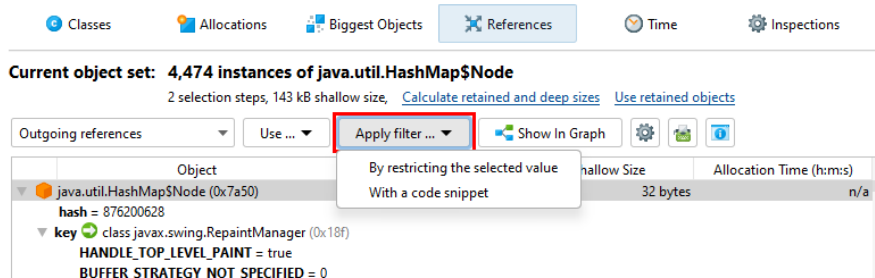 Classes Allocations Biggest Objects References Time Inspections
Current object set: 4,474 instances of java.util.HashMap$Node
2 selection steps, 143 kB shallow size, Calculate retained and deep sizes Use retained objects
Outgoing references Use ... Apply filter ... Show In Graph
Object hallow Size Allocation Time (h:m:s)
By restricting the selected value
With a code snippet
java.util.HashMap$Node (0x7a50) 32 bytes n/a
hash = 876200628
key class javax.swing.RepaintManager (0x18f)
HANDLE_TOP_LEVEL_PAINT = true
BUFFER_STRATEGY_NOT_SPECIFIED = 0